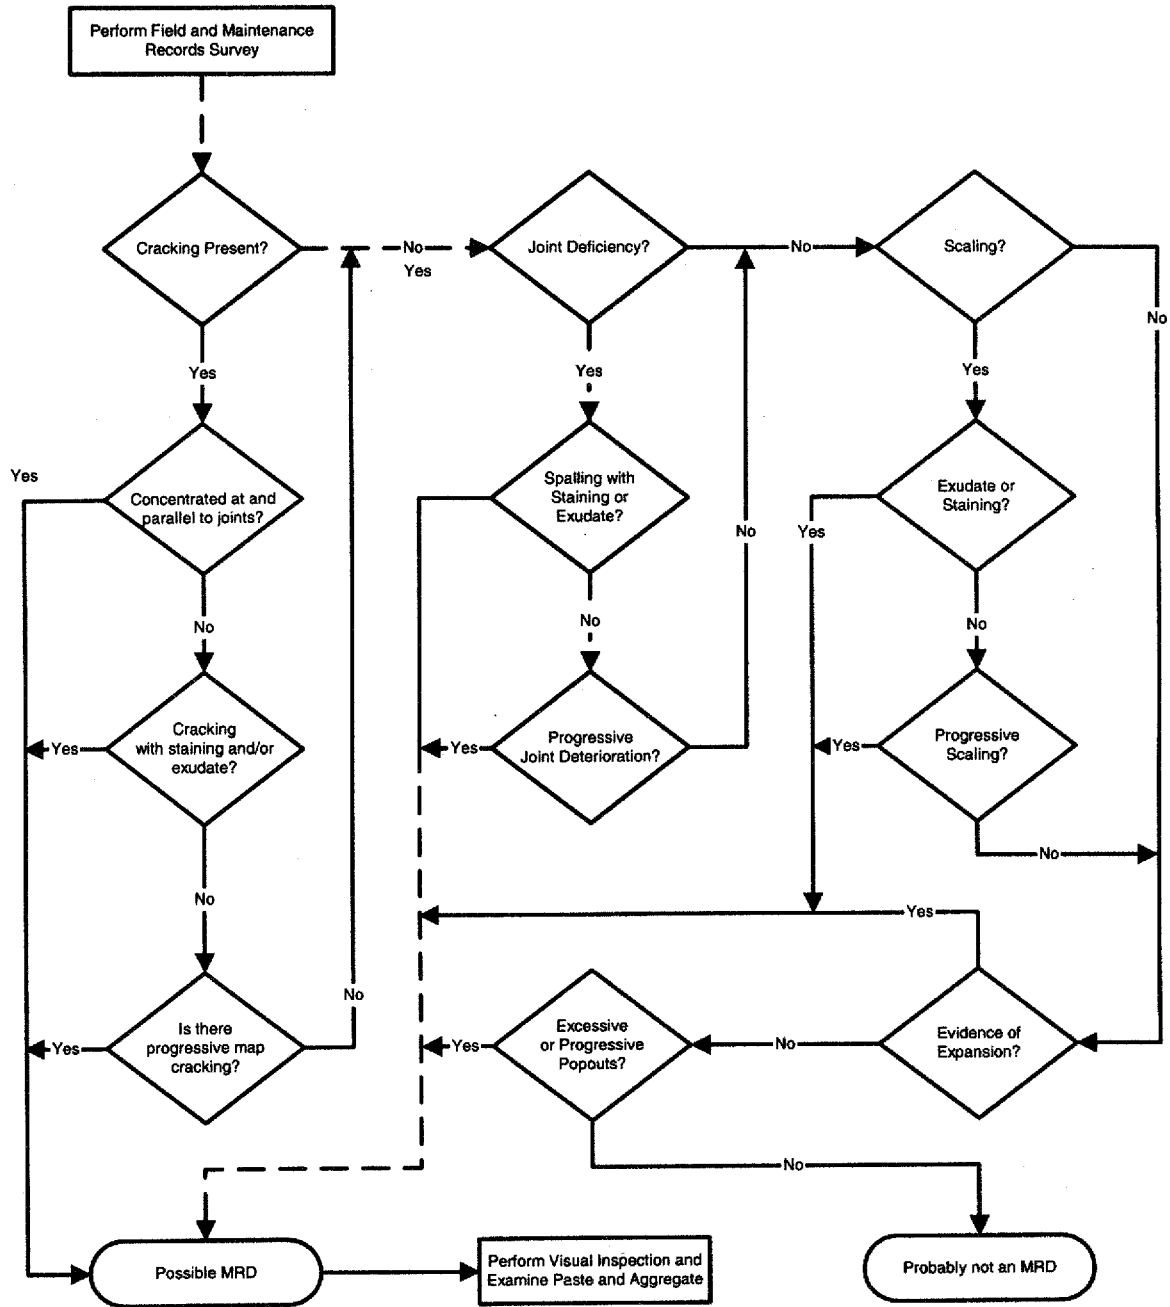 Perform Field and Maintenance
Records Survey
Cracking Present?
No
Yes
Joint Deficiency?
No
Scaling?
No
Yes
Yes
Yes
Yes
Concentrated at and
parallel to joints?
Spalling with
Staining or
Exudate?
No
Exudate or
Staining?
Yes
No
No
No
Cracking
with staining and/or
exudate?
Yes
Progressive
Joint Deterioration?
Yes
Progressive
Scaling?
Yes
No
No
Yes
No
Is there
progressive map
cracking?
Yes
Excessive
or Progressive
Popouts?
Yes
No
Evidence of
Expansion?
No
Possible MRD
Perform Visual Inspection and
Examine Paste and Aggregate
Probably not an MRD